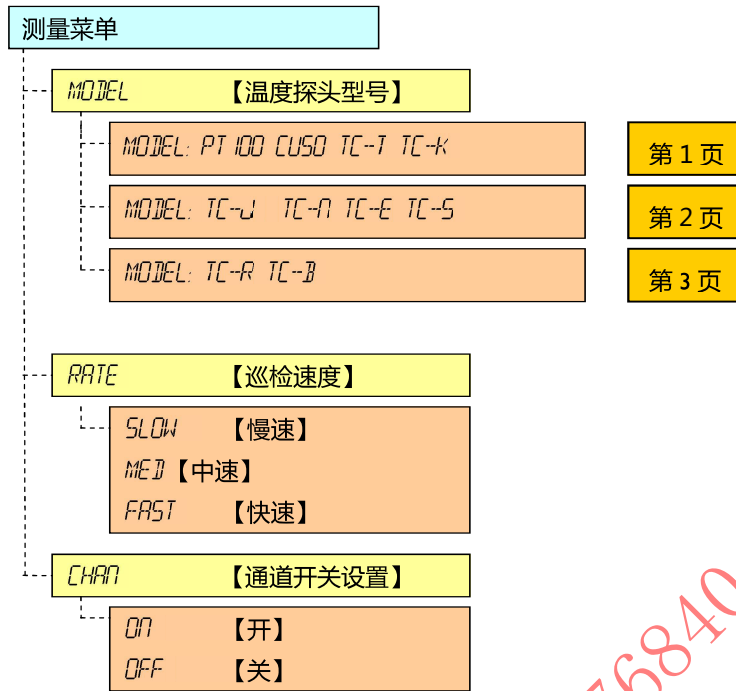 测量菜单
MODEL 【温度探头型号】
MODEL: PT100 CU50 TC-T TC-K 第1页
MODEL: TC-J TC-N TC-E TC-S 第2页
MODEL: TC-R TC-B 第3页
RATE 【巡检速度】
SLOW 【慢速】
MED【中速】
FAST 【快速】
CHAN 【通道开关设置】
ON 【开】
OFF 【关】
6840